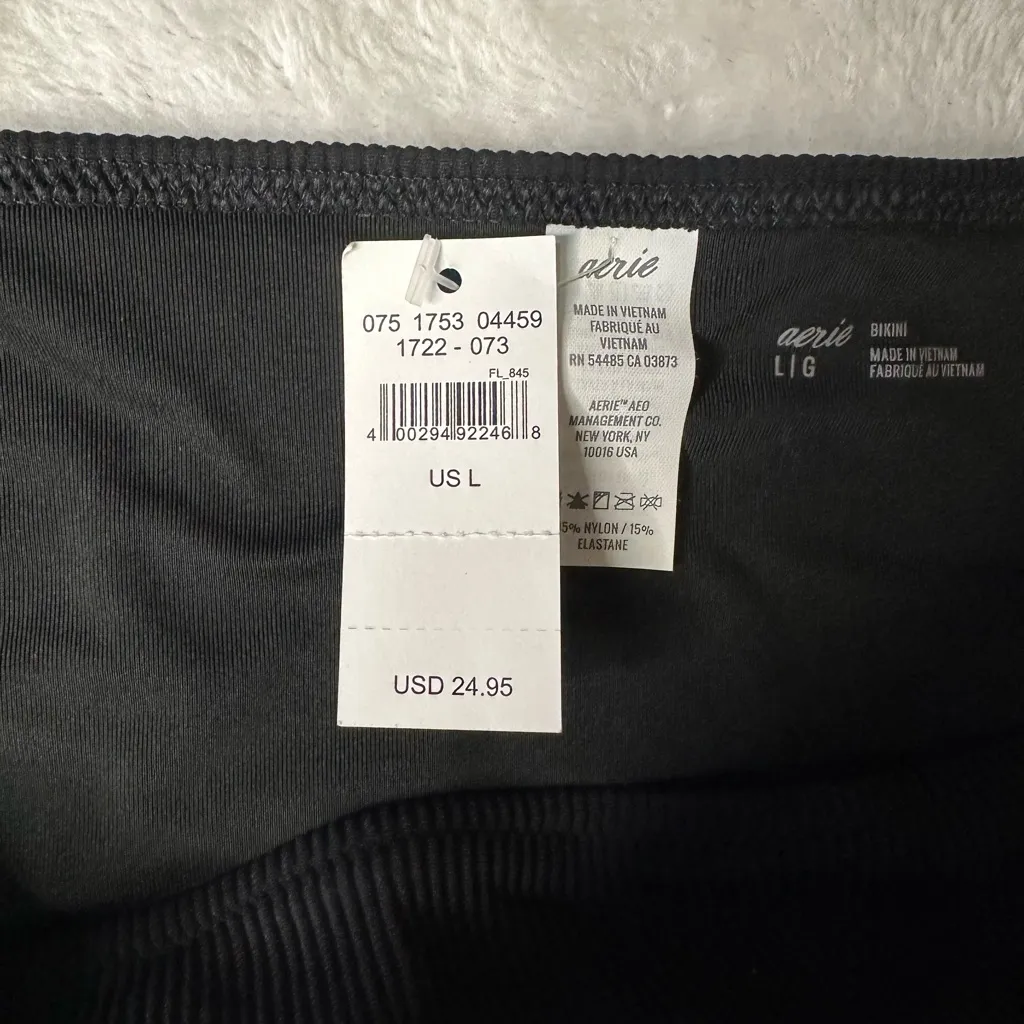 075 1753 04459
1722 - 073
FL_845
4 00294 92246 8
US L
USD 24.95
aerie
MADE IN VIETNAM
FABRIQUÉ AU
VIETNAM
RN 54485 CA 03873
AERIE™ AEO
MANAGEMENT CO.
NEW YORK, NY
10016 USA
5% NYLON / 15%
ELASTANE
aerie
L|G
BIKINI
MADE IN VIETNAM
FABRIQUÉ AU VIETNAM